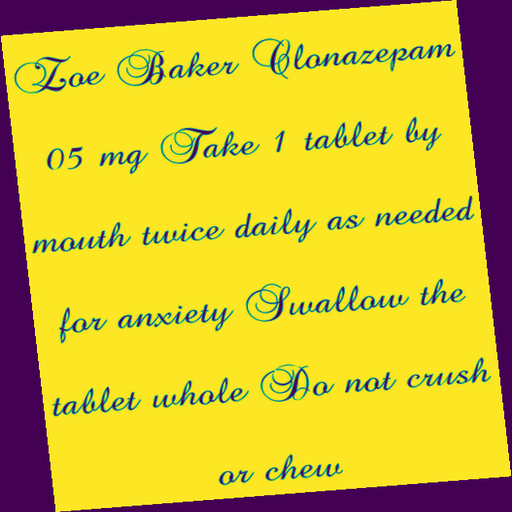 Zoe Baker Clonazepam
05 mg Take 1 tablet by
mouth twice daily as needed
for anxiety Swallow the
tablet whole Do not crush
or chew